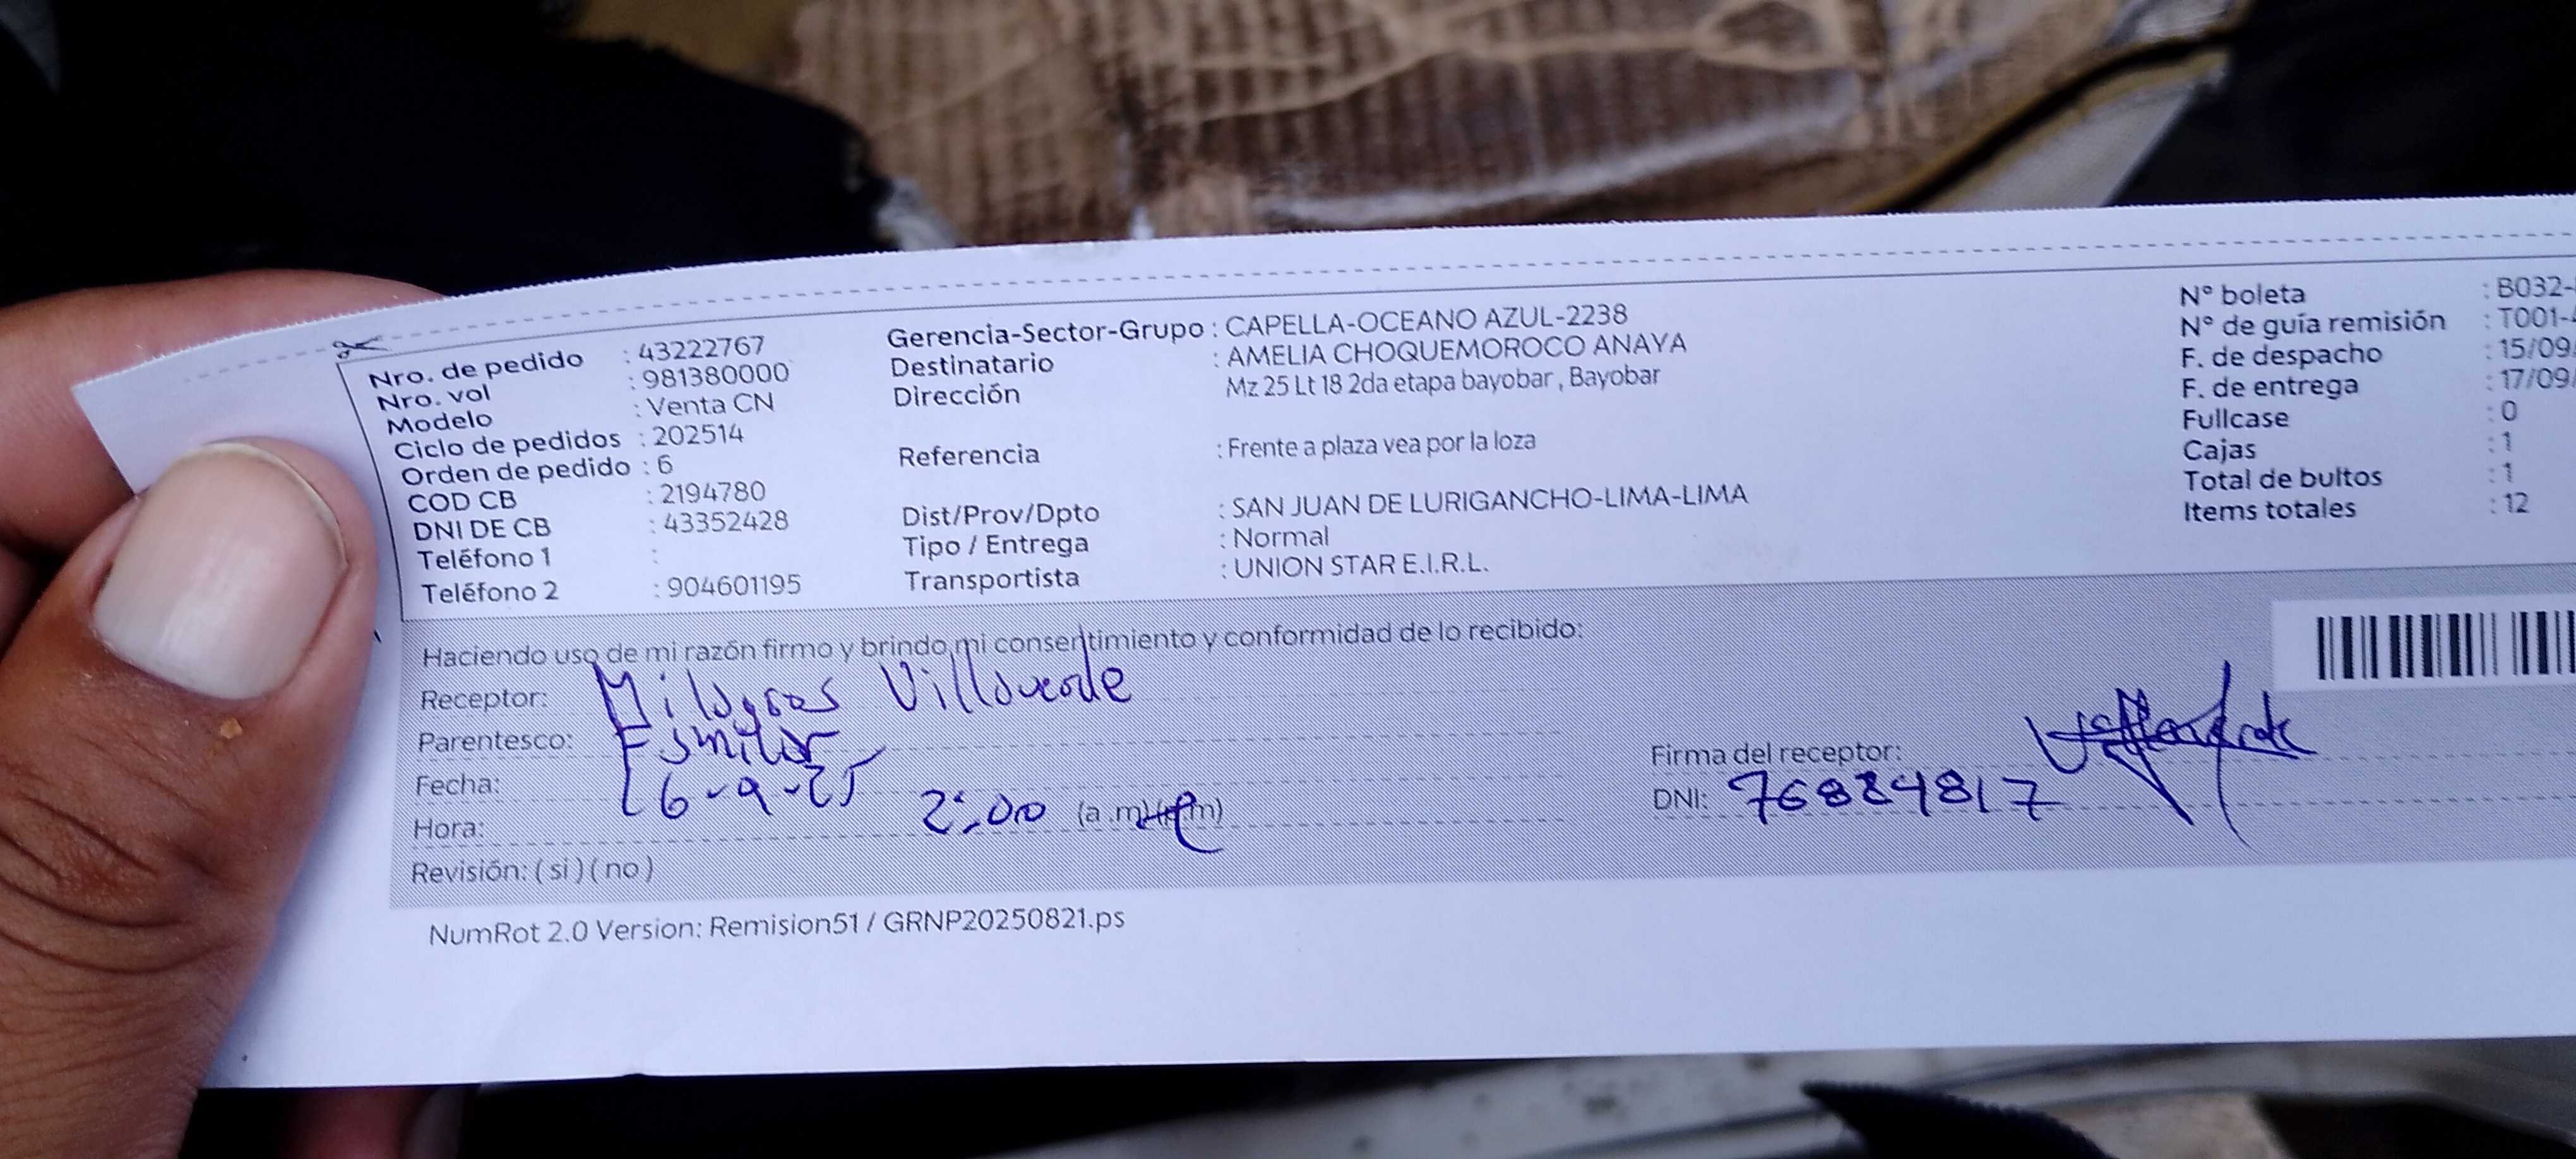 Nro. de pedido : 43222767
Nro. vol : 981380000
Modelo : Venta CN
Ciclo de pedidos : 202514
Orden de pedido : 6
COD CB : 2194780
DNI DE CB : 43352428
Teléfono 1 :
Teléfono 2 : 904601195
Gerencia-Sector-Grupo : CAPELLA-OCEANO AZUL-2238
Destinatario : AMELIA CHOQUEMOROCO ANAYA
Dirección Mz 25 Lt 18 2da etapa bayobar , Bayobar
Referencia : Frente a plaza vea por la loza
Dist/Prov/Dpto : SAN JUAN DE LURIGANCHO-LIMA-LIMA
Tipo / Entrega : Normal
Transportista : UNION STAR E.I.R.L.
N° boleta : B032-
N° de guía remisión : T001-
F. de despacho : 15/09/
F. de entrega : 17/09/
Fullcase : 0
Cajas : 1
Total de bultos : 1
Items totales : 12
Haciendo uso de mi razón firmo y brindo mi consentimiento y conformidad de lo recibido:
Receptor: Milagros Villaverde
Parentesco: Familiar
Fecha: 16-9-25
Hora: 2:00 (a.m) (p.m)
Revisión: ( si ) ( no )
Firma del receptor:
DNI: 76824817
NumRot 2.0 Version: Remision51 / GRNP20250821.ps